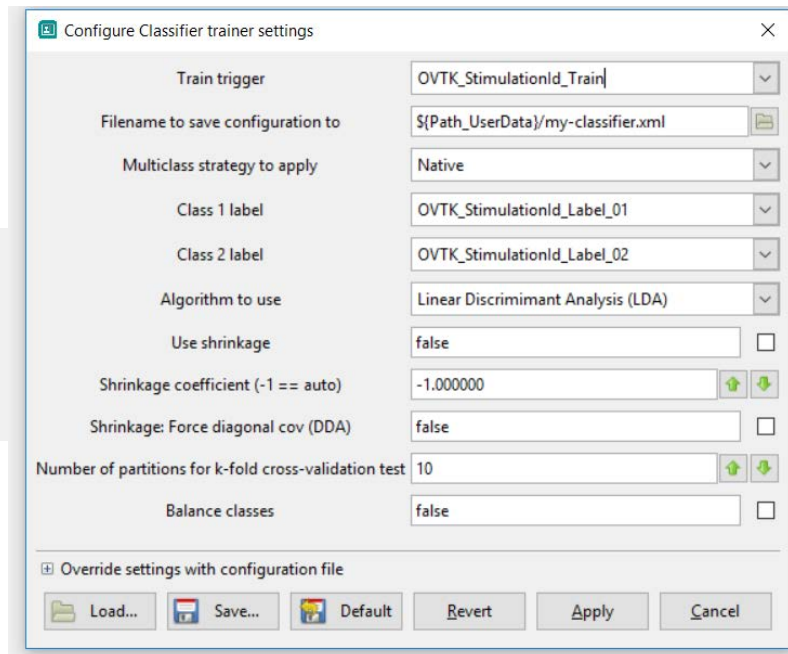 Configure Classifier trainer settings
Train trigger OVTK_StimulationId_Train
Filename to save configuration to ${Path_UserData}/my-classifier.xml
Multiclass strategy to apply Native
Class 1 label OVTK_StimulationId_Label_01
Class 2 label OVTK_StimulationId_Label_02
Algorithm to use Linear Discrimimant Analysis (LDA)
Use shrinkage false
Shrinkage coefficient (-1 == auto) -1.000000
Shrinkage: Force diagonal cov (DDA) false
Number of partitions for k-fold cross-validation test 10
Balance classes false
Override settings with configuration file
Load... Save... Default Revert Apply Cancel